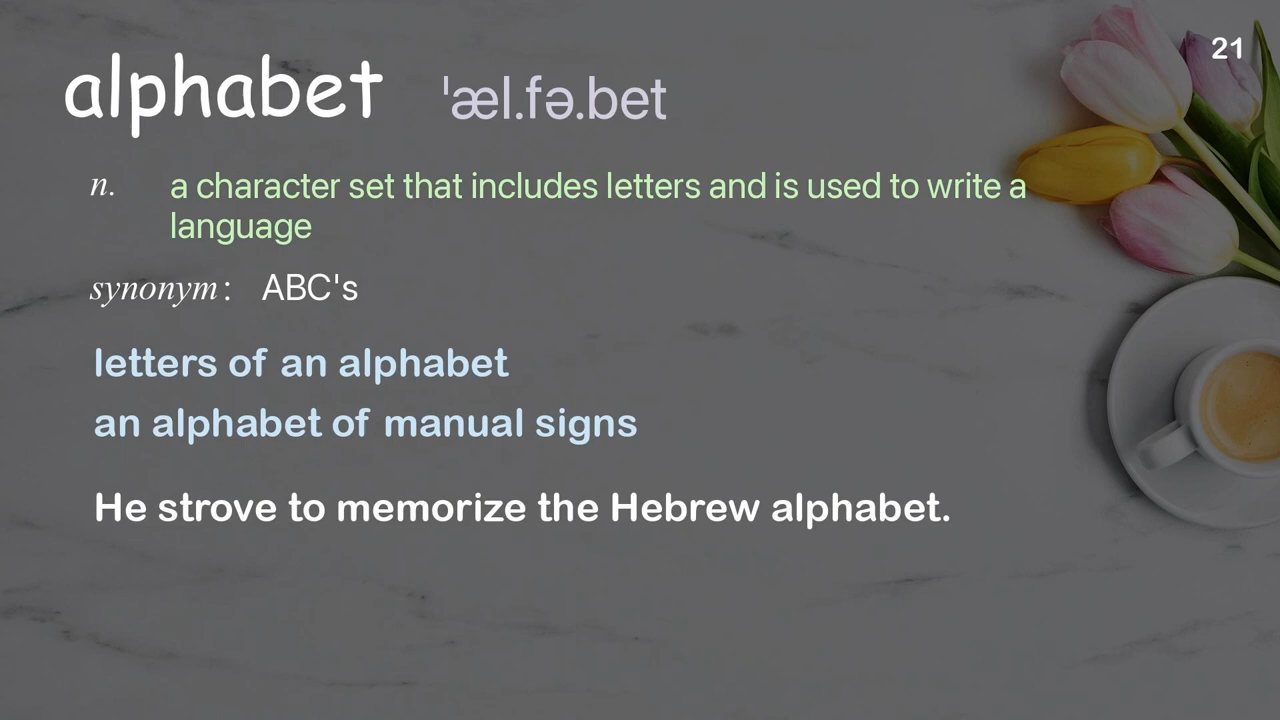 21
alphabet ˈæl.fə.bet
n. a character set that includes letters and is used to write a
language
synonym: ABC's
letters of an alphabet
an alphabet of manual signs
He strove to memorize the Hebrew alphabet.